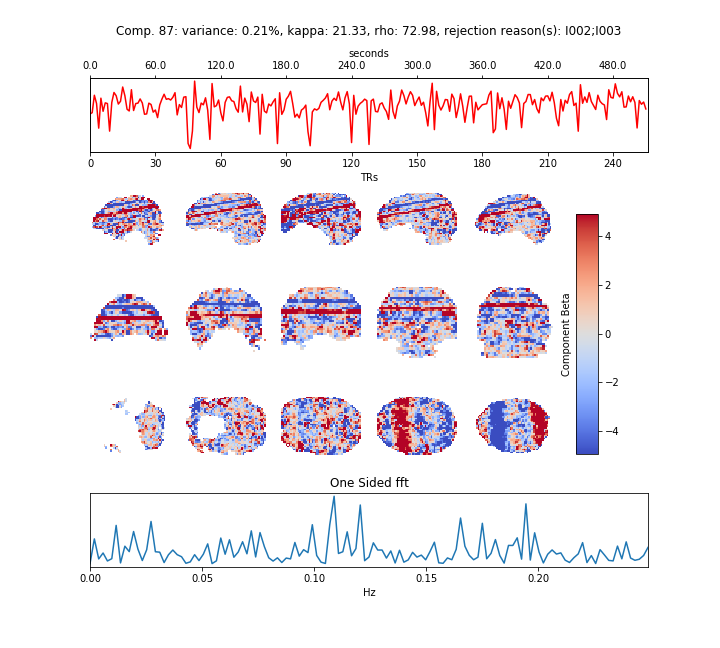 Comp. 87: variance: 0.21%, kappa: 21.33, rho: 72.98, rejection reason(s): I002;I003
seconds
0.0 60.0 120.0 180.0 240.0 300.0 360.0 420.0 480.0
0 30 60 90 120 150 180 210 240
TRs
4
2
0
−2
−4
Component Beta
One Sided fft
0.00 0.05 0.10 0.15 0.20
Hz